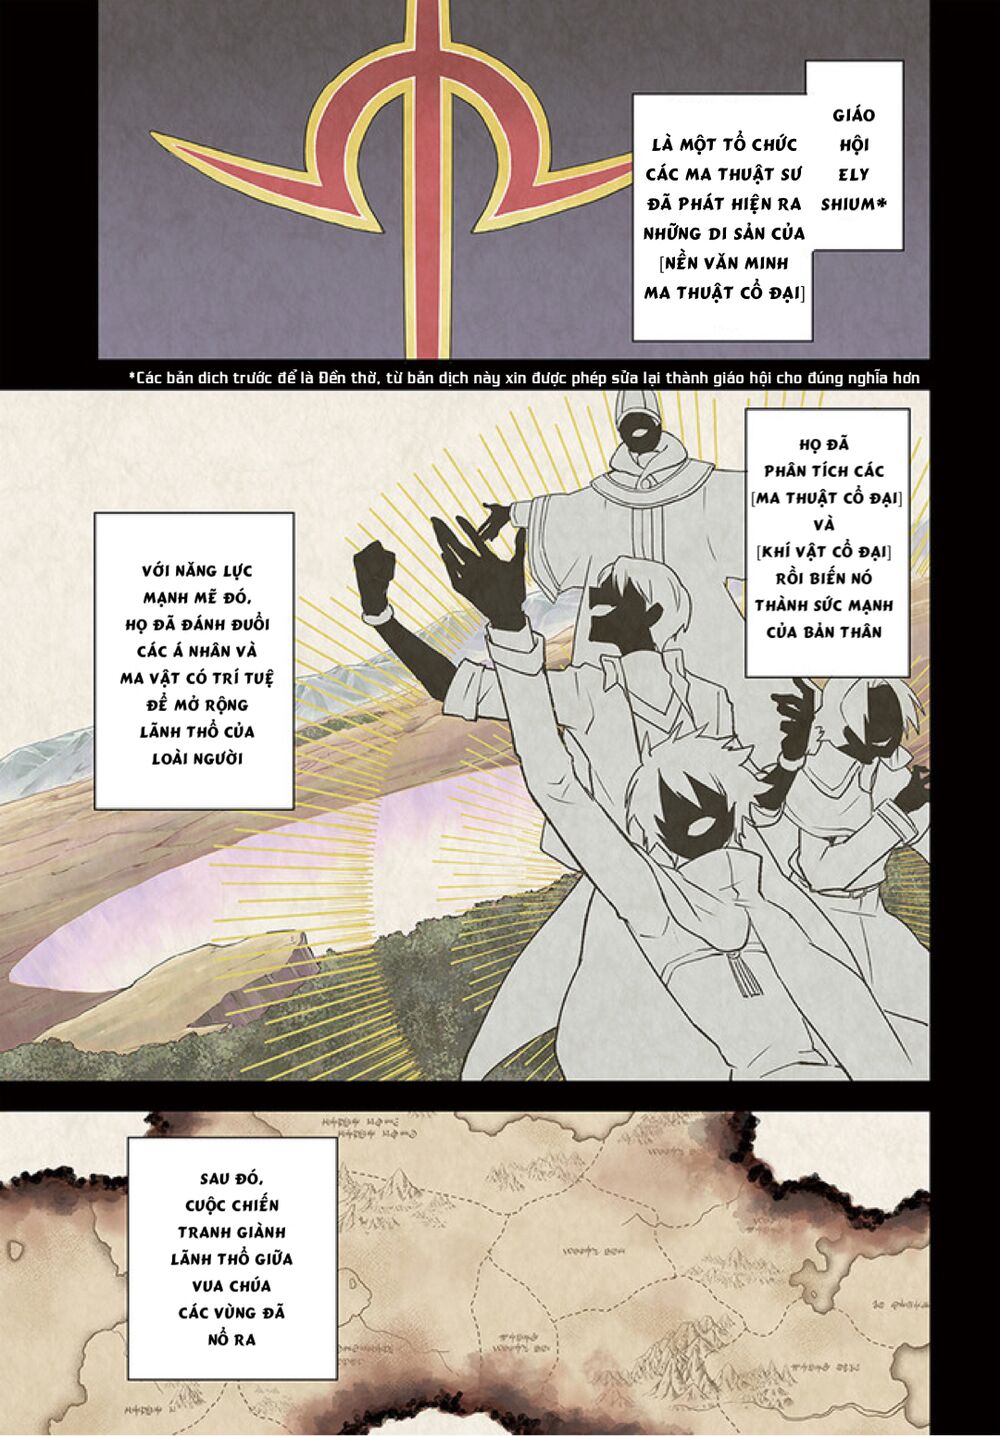 GIÁO
HỘI
ELY
SHIUM*
LÀ MỘT TỔ CHỨC
CÁC MA THUẬT SƯ
ĐÃ PHÁT HIỆN RA
NHỮNG DI SẢN CỦA
[NỀN VĂN MINH
MA THUẬT CỔ ĐẠI]
*Các bản dich trước để là Đền thờ, từ bản dịch này xin được phép sửa lại thành giáo hội cho đúng nghĩa hơn
HỌ ĐÃ
PHÂN TÍCH CÁC
[MA THUẬT CỔ ĐẠI]
VÀ
[KHÍ VẬT CỔ ĐẠI]
RỒI BIẾN NÓ
THÀNH SỨC MẠNH
CỦA BẢN THÂN
VỚI NĂNG LỰC
MẠNH MẼ ĐÓ,
HỌ ĐÃ ĐÁNH ĐUỔI
CÁC Á NHÂN VÀ
MA VẬT CÓ TRÍ TUỆ
ĐỂ MỞ RỘNG
LÃNH THỔ CỦA
LOÀI NGƯỜI
SAU ĐÓ,
CUỘC CHIẾN
TRANH GIÀNH
LÃNH THỔ GIỮA
VUA CHÚA
CÁC VÙNG ĐÃ
NỔ RA